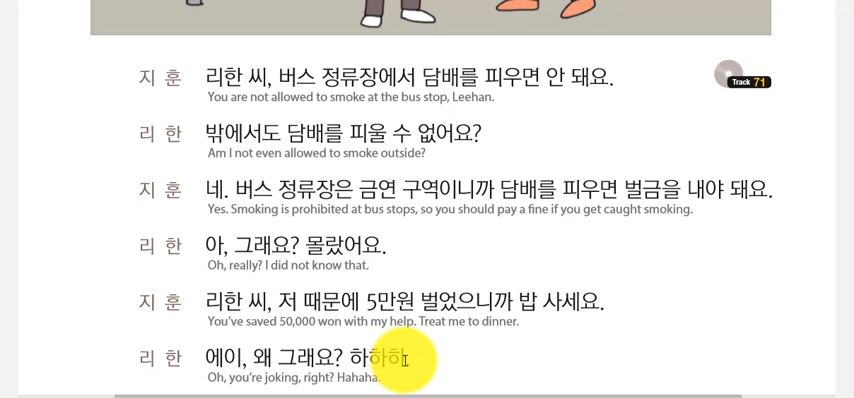 지훈 리한 씨, 버스 정류장에서 담배를 피우면 안 돼요.
Track 71
You are not allowed to smoke at the bus stop, Leehan.
리한 밖에서도 담배를 피울 수 없어요?
Am I not even allowed to smoke outside?
지훈 네. 버스 정류장은 금연 구역이니까 담배를 피우면 벌금을 내야 돼요.
Yes. Smoking is prohibited at bus stops, so you should pay a fine if you get caught smoking.
리한 아, 그래요? 몰랐어요.
Oh, really? I did not know that.
지훈 리한 씨, 저 때문에 5만원 벌었으니까 밥 사세요.
You've saved 50,000 won with my help. Treat me to dinner.
리한 에이, 왜 그래요? 하하하.
Oh, you're joking, right? Hahaha.